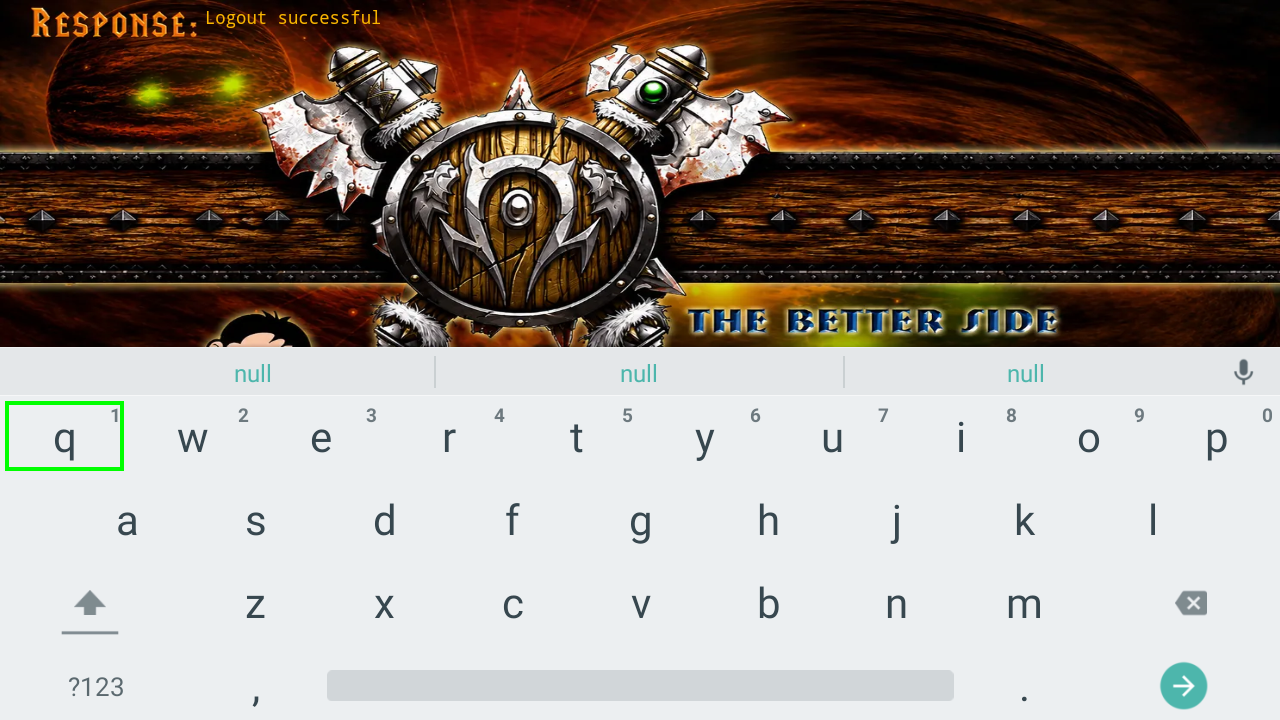 RESPONSE: Logout successful
THE BETTER SIDE
null null null
1 2 3 4 5 6 7 8 9 0
q w e r t y u i o p
a s d f g h j k l
z x c v b n m
?123 , .